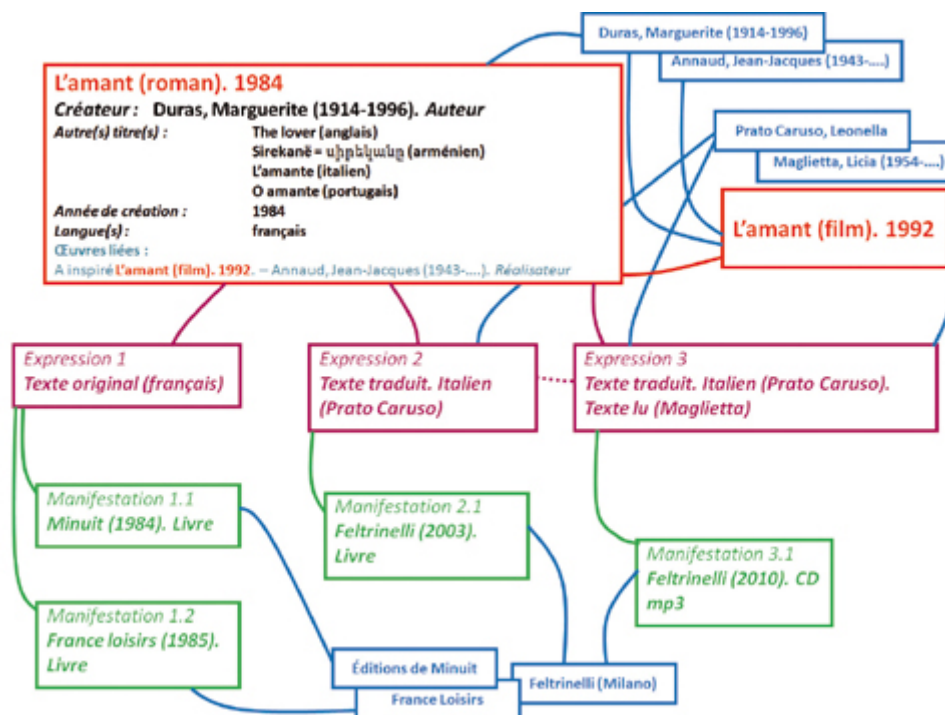 Duras, Marguerite (1914-1996)
Annaud, Jean-Jacques (1943-....)
L'amant (roman). 1984
Créateur : Duras, Marguerite (1914-1996). Auteur
Autre(s) titre(s) : The lover (anglais)
Sirekanë = սիրեկանը (arménien)
L'amante (italien)
O amante (portugais)
Année de création : 1984
Langue(s) : français
Œuvres liées :
A inspiré L'amant (film). 1992. – Annaud, Jean-Jacques (1943-....). Réalisateur
Prato Caruso, Leonella
Maglietta, Licia (1954-....)
L'amant (film). 1992
Expression 1
Texte original (français)
Expression 2
Texte traduit. Italien
(Prato Caruso)
Expression 3
Texte traduit. Italien (Prato Caruso).
Texte lu (Maglietta)
Manifestation 1.1
Minuit (1984). Livre
Manifestation 2.1
Feltrinelli (2003).
Livre
Manifestation 3.1
Feltrinelli (2010). CD
mp3
Manifestation 1.2
France loisirs (1985).
Livre
Éditions de Minuit
Feltrinelli (Milano)
France Loisirs